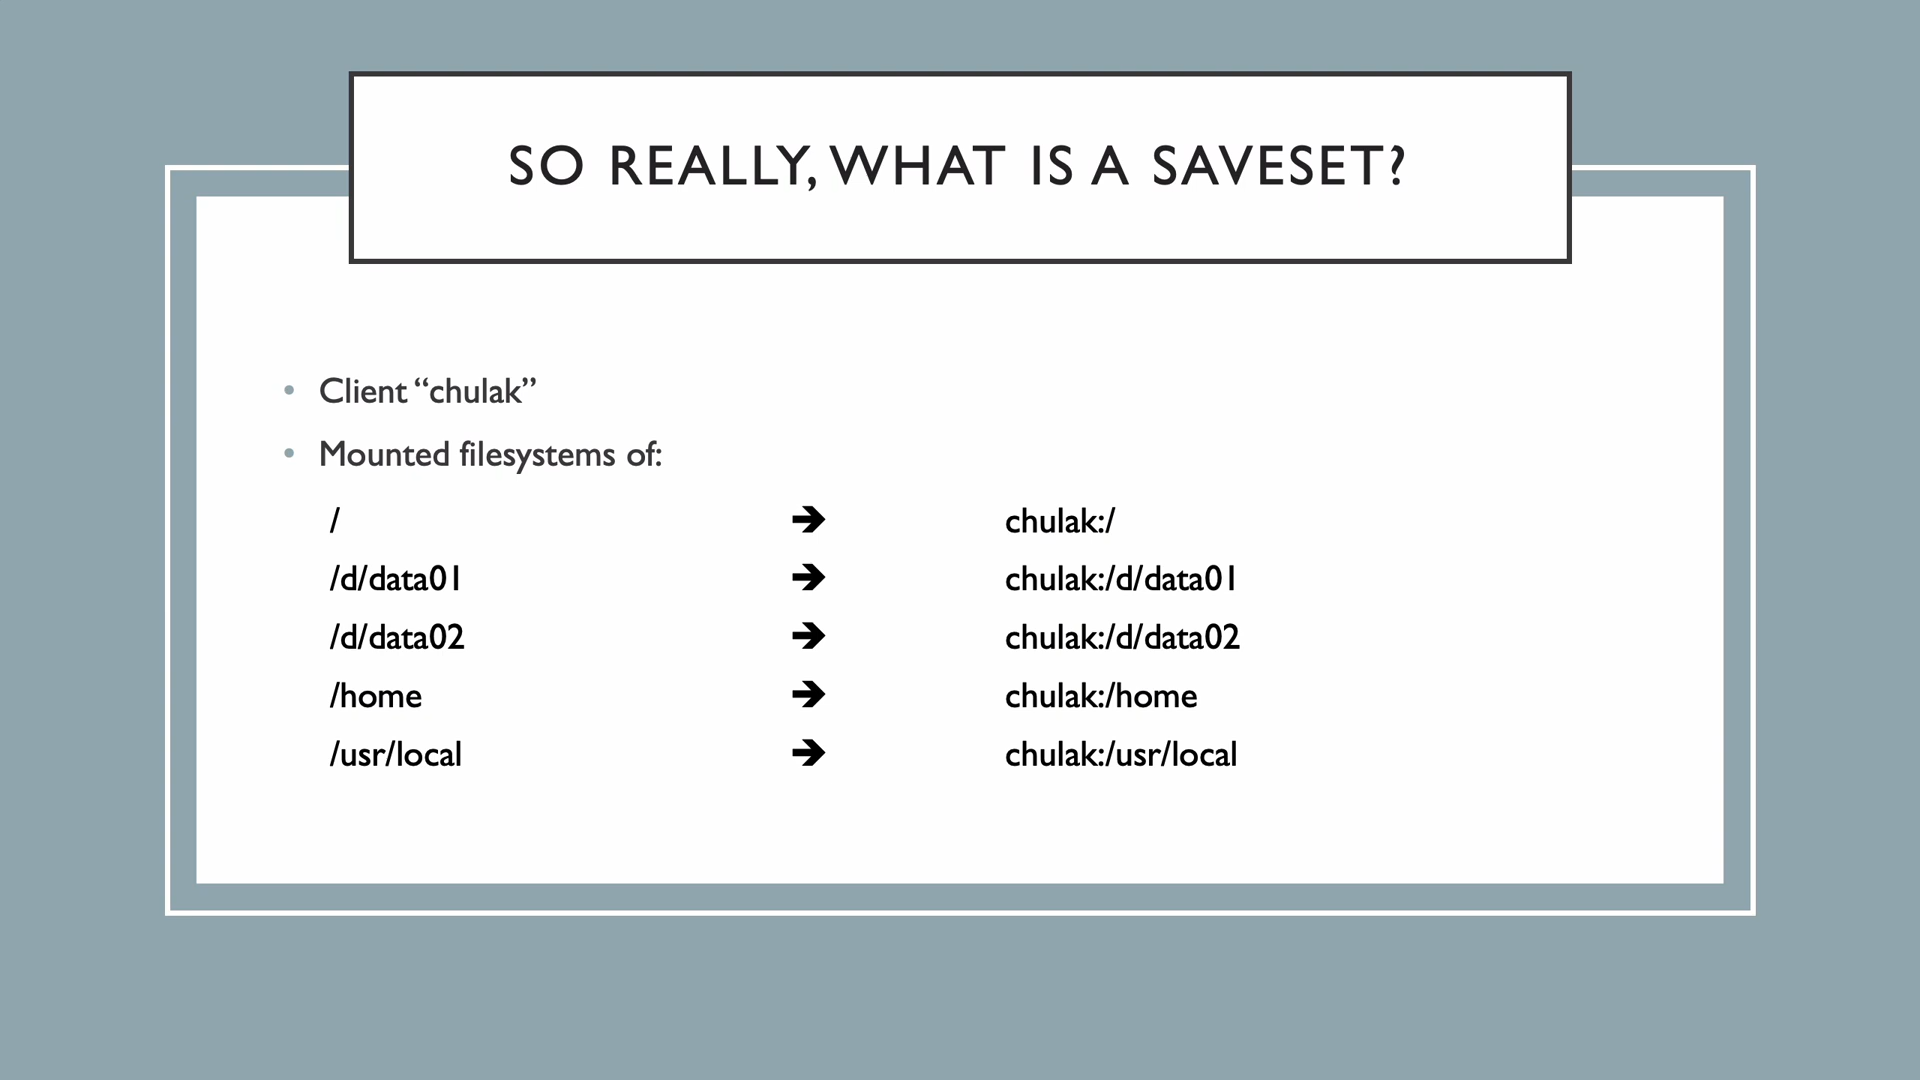 SO REALLY, WHAT IS A SAVESET?
• Client “chulak”
• Mounted filesystems of:
/ ➔ chulak:/
/d/data01 ➔ chulak:/d/data01
/d/data02 ➔ chulak:/d/data02
/home ➔ chulak:/home
/usr/local ➔ chulak:/usr/local